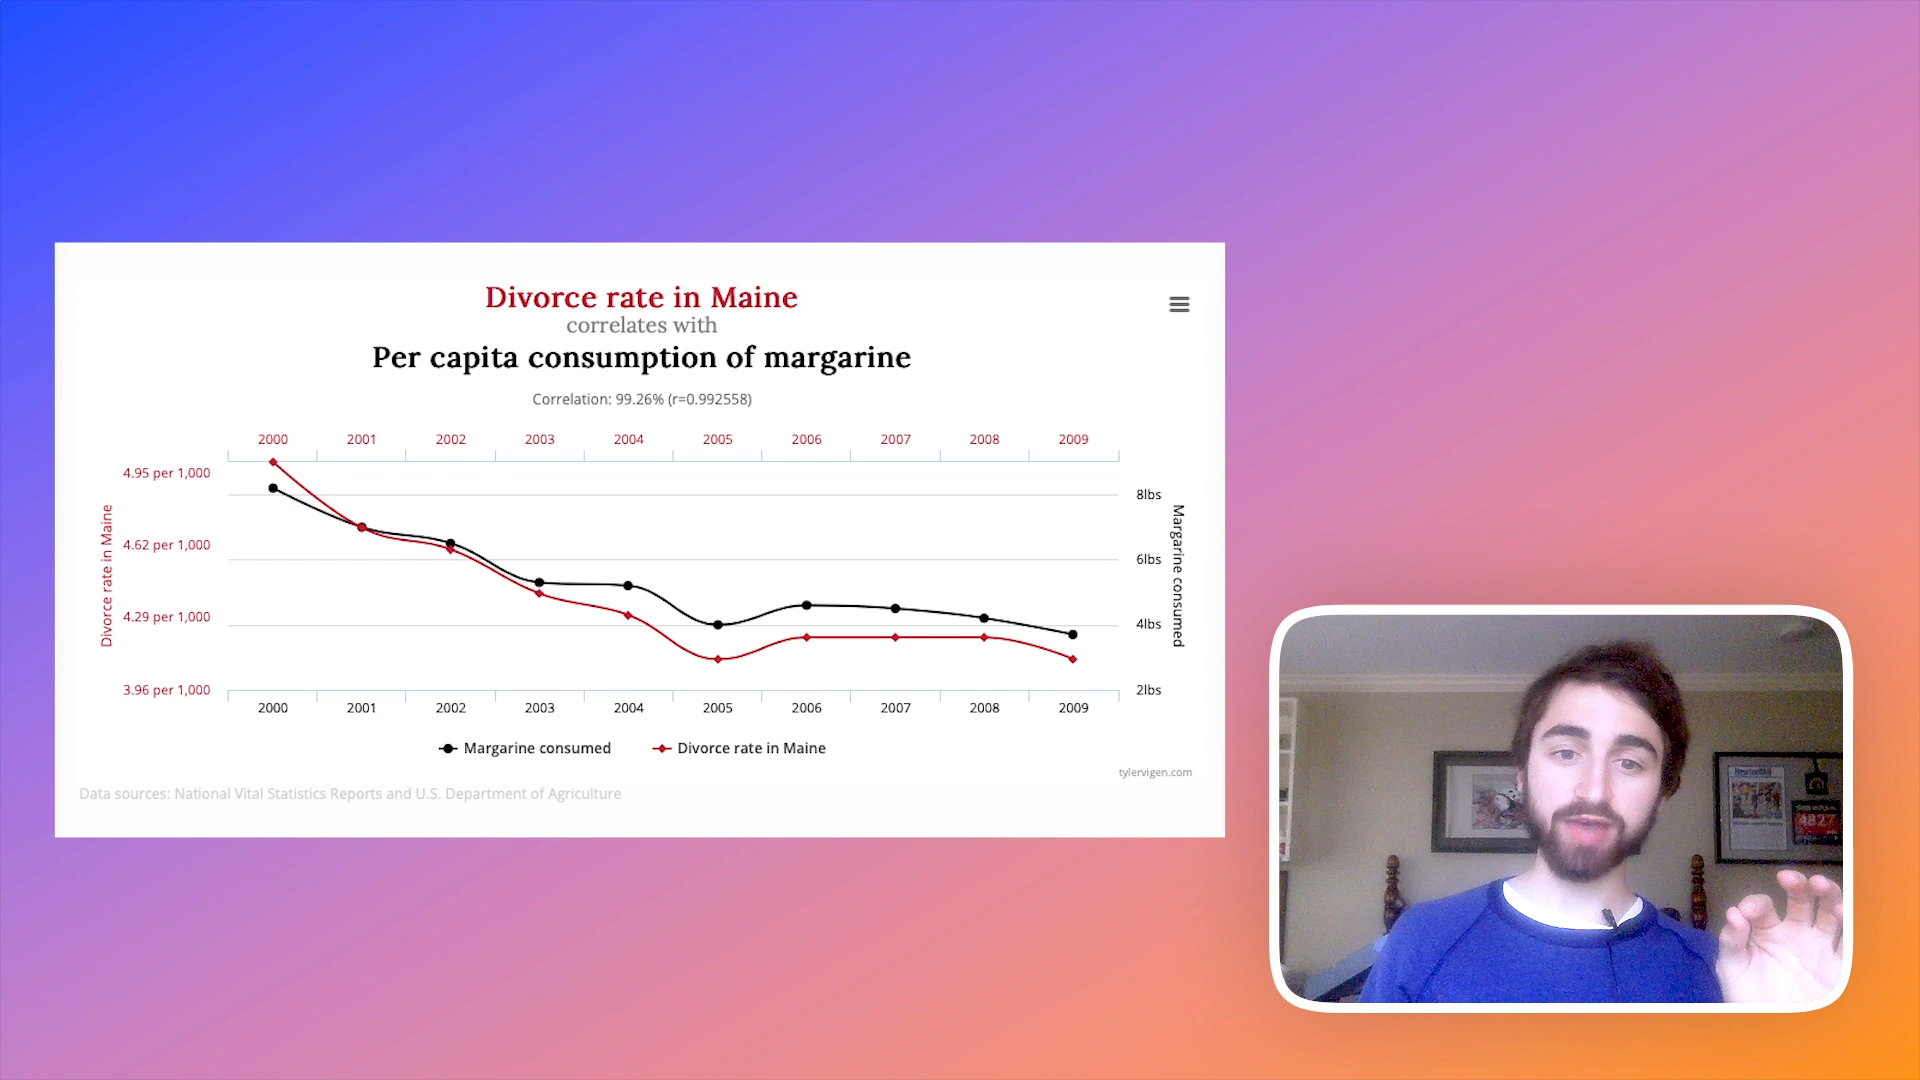 Divorce rate in Maine
correlates with
Per capita consumption of margarine
Correlation: 99.26% (r=0.992558)
2000 2001 2002 2003 2004 2005 2006 2007 2008 2009
4.95 per 1,000
4.62 per 1,000
4.29 per 1,000
3.96 per 1,000
Divorce rate in Maine
8lbs
6lbs
4lbs
2lbs
Margarine consumed
2000 2001 2002 2003 2004 2005 2006 2007 2008 2009
Margarine consumed Divorce rate in Maine
tylervigen.com
Data sources: National Vital Statistics Reports and U.S. Department of Agriculture
4827